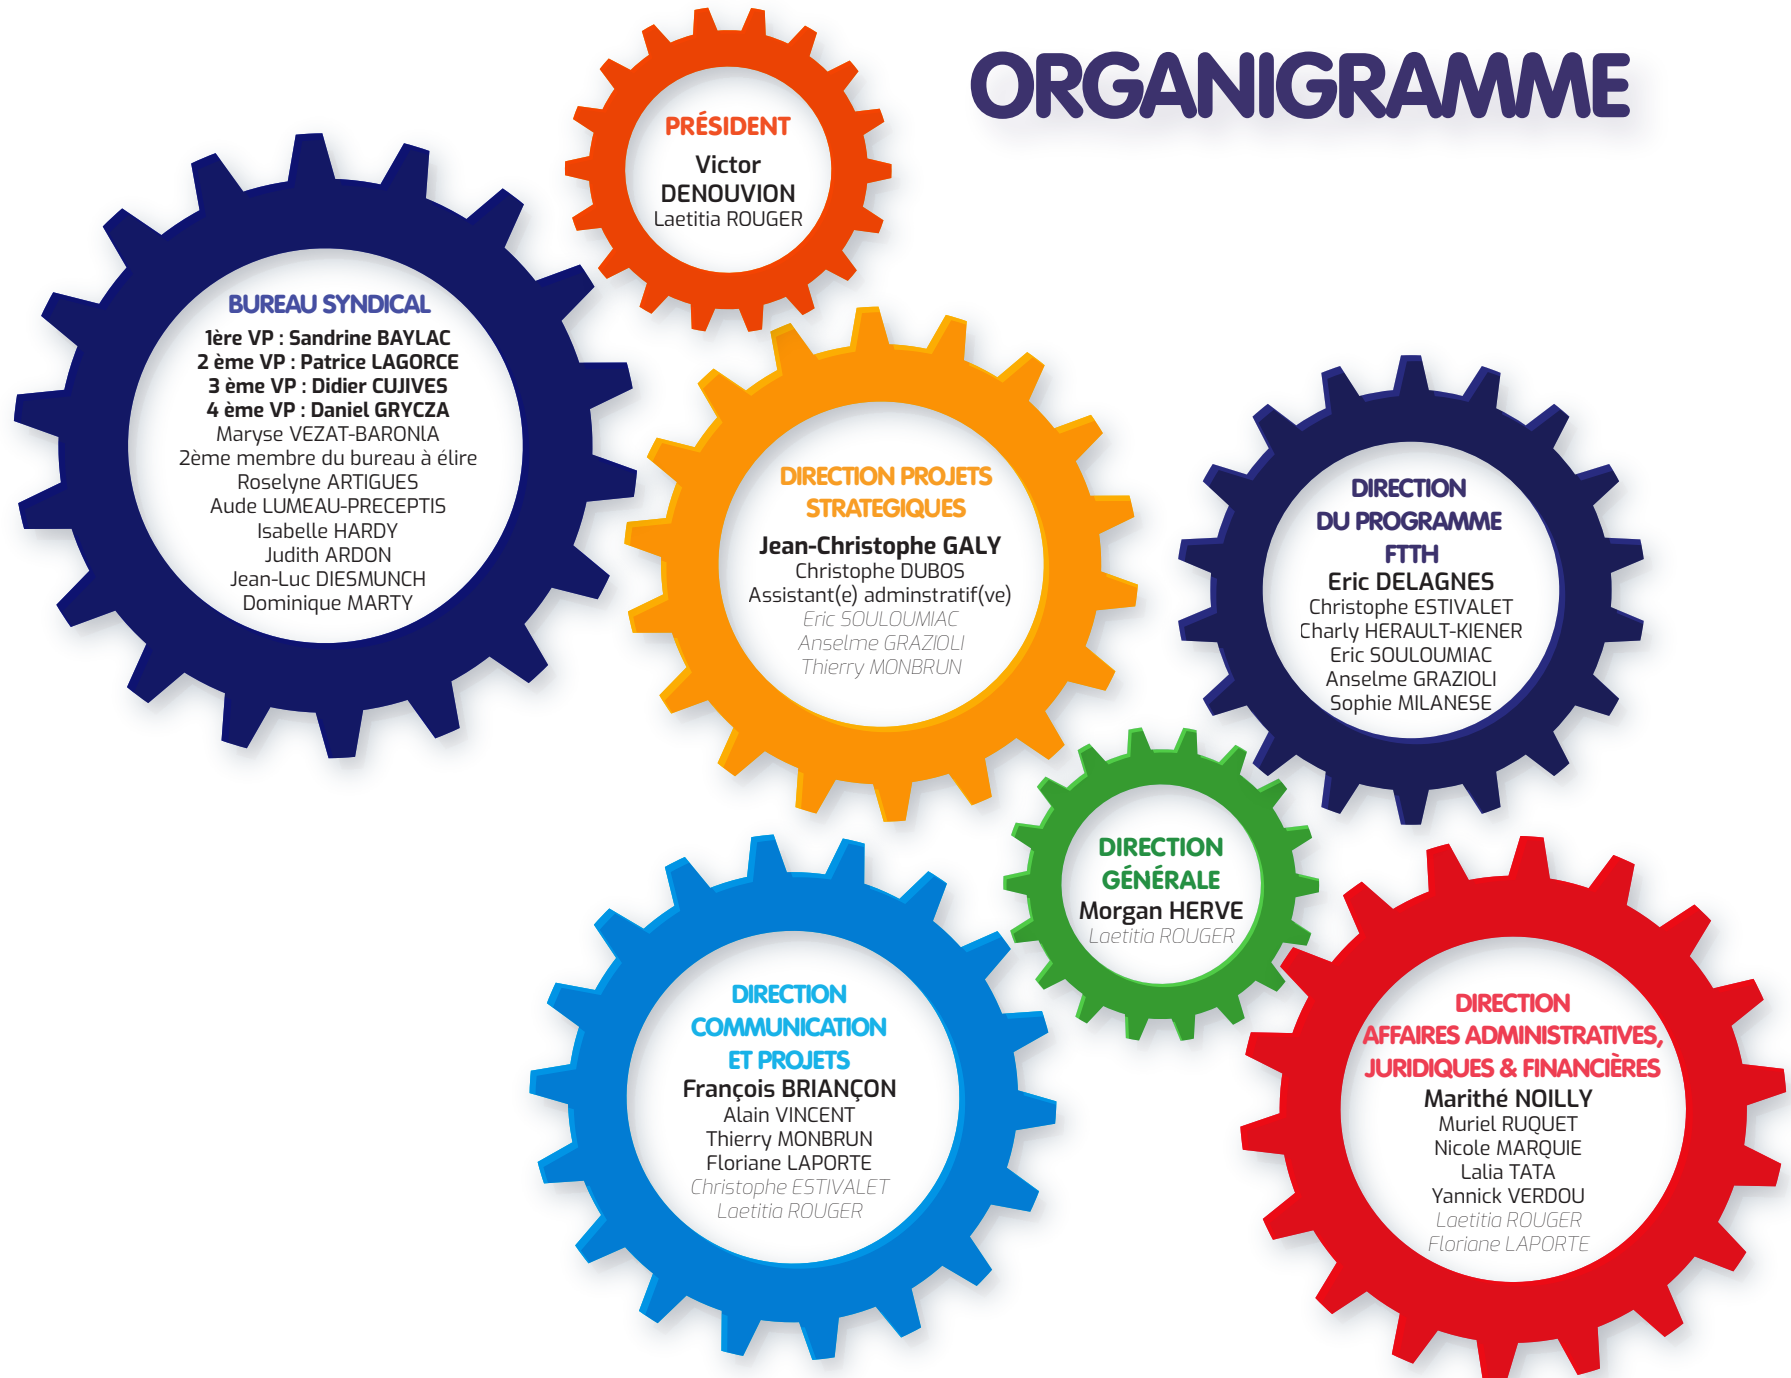 ORGANIGRAMME
PRÉSIDENT
Victor
DENOUVION
Laetitia ROUGER
BUREAU SYNDICAL
1ère VP : Sandrine BAYLAC
2 ème VP : Patrice LAGORCE
3 ème VP : Didier CUJIVES
4 ème VP : Daniel GRYCZA
Maryse VEZAT-BARONIA
2ème membre du bureau à élire
Roselyne ARTIGUES
Aude LUMEAU-PRECEPTIS
Isabelle HARDY
Judith ARDON
Jean-Luc DIESMUNCH
Dominique MARTY
DIRECTION PROJETS
STRATEGIQUES
Jean-Christophe GALY
Christophe DUBOS
Assistant(e) adminstratif(ve)
Eric SOULOUMIAC
Anselme GRAZIOLI
Thierry MONBRUN
DIRECTION
DU PROGRAMME
FTTH
Eric DELAGNES
Christophe ESTIVALET
Charly HERAULT-KIENER
Eric SOULOUMIAC
Anselme GRAZIOLI
Sophie MILANESE
DIRECTION
GÉNÉRALE
Morgan HERVE
Laetitia ROUGER
DIRECTION
COMMUNICATION
ET PROJETS
François BRIANÇON
Alain VINCENT
Thierry MONBRUN
Floriane LAPORTE
Christophe ESTIVALET
Laetitia ROUGER
DIRECTION
AFFAIRES ADMINISTRATIVES,
JURIDIQUES & FINANCIÈRES
Marithé NOILLY
Muriel RUQUET
Nicole MARQUIE
Lalia TATA
Yannick VERDOU
Laetitia ROUGER
Floriane LAPORTE